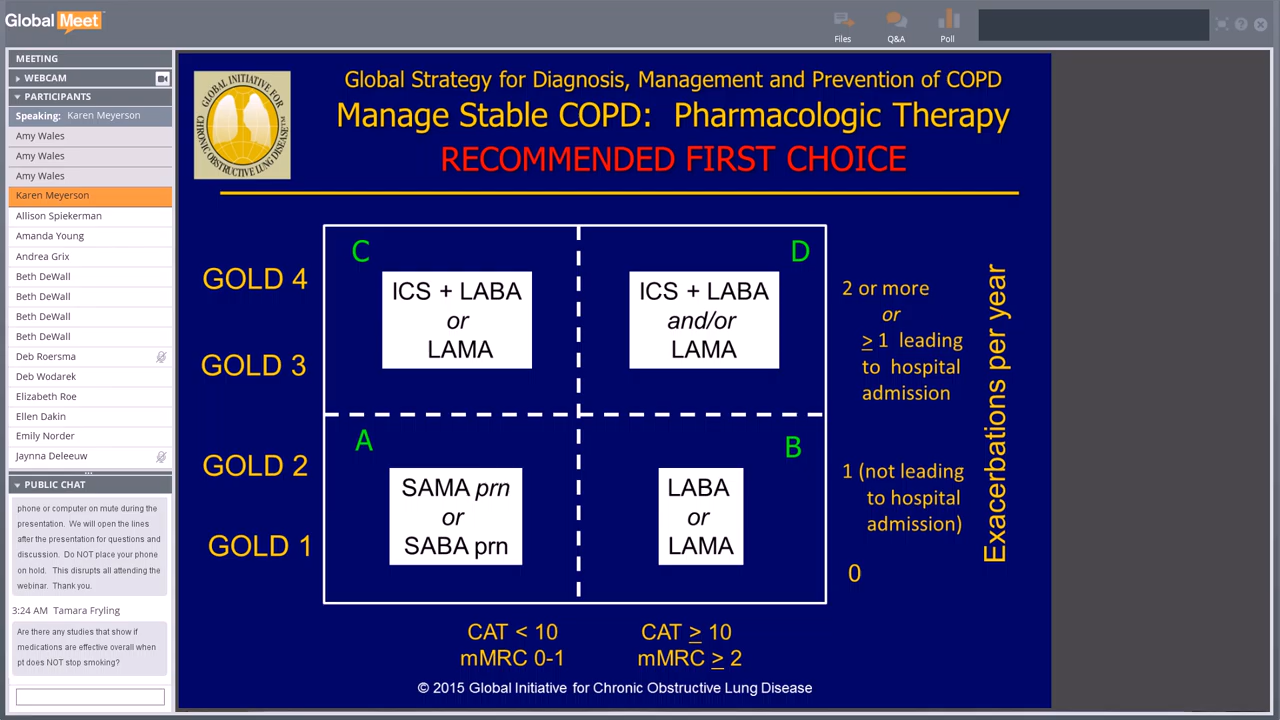 Global Meet
Files
Q&A
Poll
MEETING
WEBCAM
PARTICIPANTS
Speaking: Karen Meyerson
Amy Wales
Amy Wales
Amy Wales
Karen Meyerson
Allison Spiekerman
Amanda Young
Andrea Grix
Beth DeWall
Beth DeWall
Beth DeWall
Beth DeWall
Deb Roersma
Deb Wodarek
Elizabeth Roe
Ellen Dakin
Emily Norder
Jaynna Deleeuw
PUBLIC CHAT
phone or computer on mute during the
presentation. We will open the lines
after the presentation for questions and
discussion. Do NOT place your phone
on hold. This disrupts all attending the
webinar. Thank you.
3:24 AM Tamara Fryling
Are there any studies that show if
medications are effective overall when
pt does NOT stop smoking?
GLOBAL INITIATIVE FOR
CHRONIC OBSTRUCTIVE LUNG DISEASE
Global Strategy for Diagnosis, Management and Prevention of COPD
Manage Stable COPD: Pharmacologic Therapy
RECOMMENDED FIRST CHOICE
GOLD 4
GOLD 3
GOLD 2
GOLD 1
C
ICS + LABA
or
LAMA
D
ICS + LABA
and/or
LAMA
A
SAMA prn
or
SABA prn
B
LABA
or
LAMA
2 or more
or
≥ 1 leading
to hospital
admission
1 (not leading
to hospital
admission)
0
Exacerbations per year
CAT < 10
mMRC 0-1
CAT ≥ 10
mMRC ≥ 2
© 2015 Global Initiative for Chronic Obstructive Lung Disease